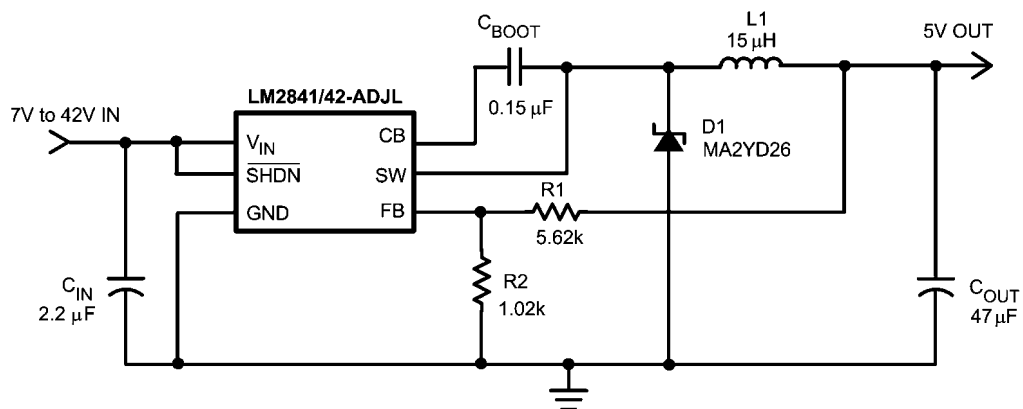 L1
15 µH
5V OUT
C_BOOT
0.15 µF
LM2841/42-ADJL
7V to 42V IN
V_IN
CB
SHDN
SW
GND
FB
D1
MA2YD26
R1
5.62k
R2
1.02k
C_IN
2.2 µF
C_OUT
47 µF